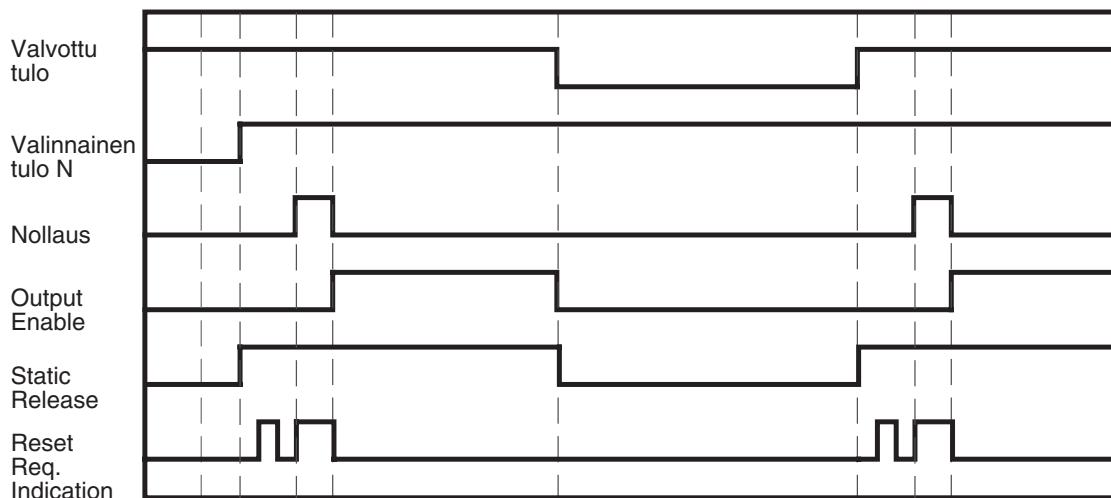 Valvottu
tulo
Valinnainen
tulo N
Nollaus
Output
Enable
Static
Release
Reset
Req.
Indication